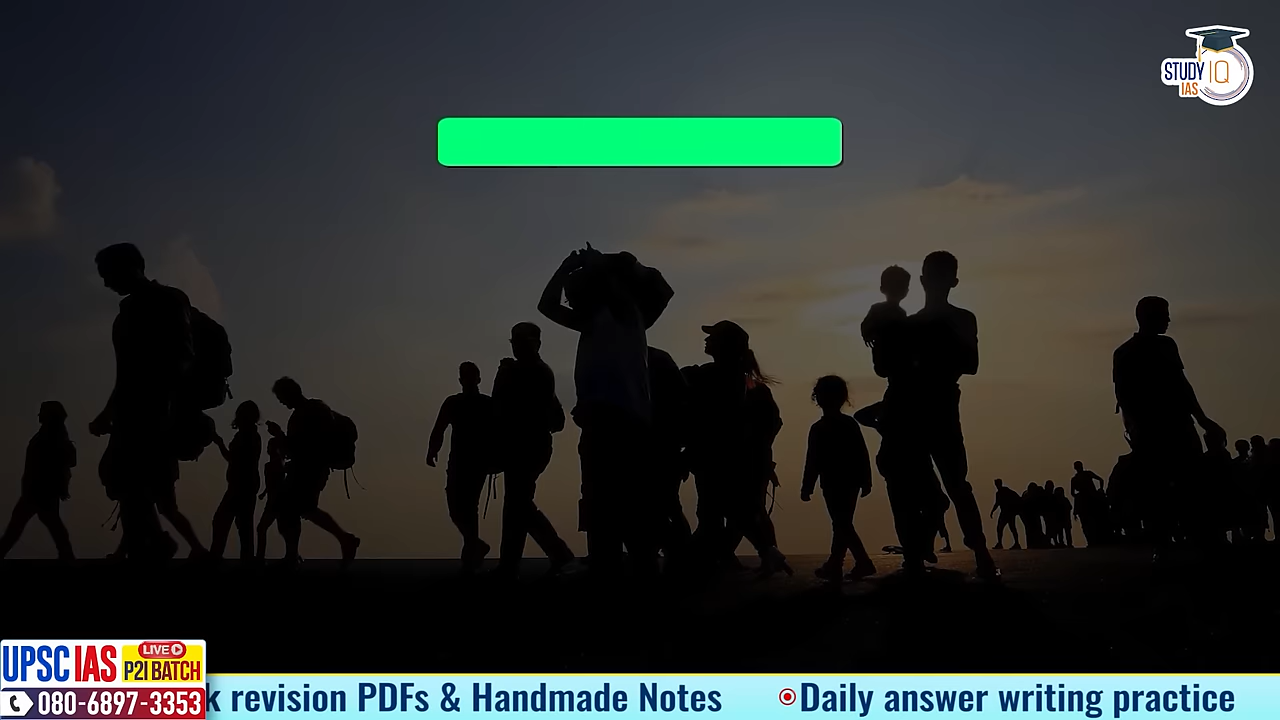 STUDY IQ
IAS
UPSC IAS LIVE
P2I BATCH
080-6897-3353
k revision PDFs & Handmade Notes
Daily answer writing practice